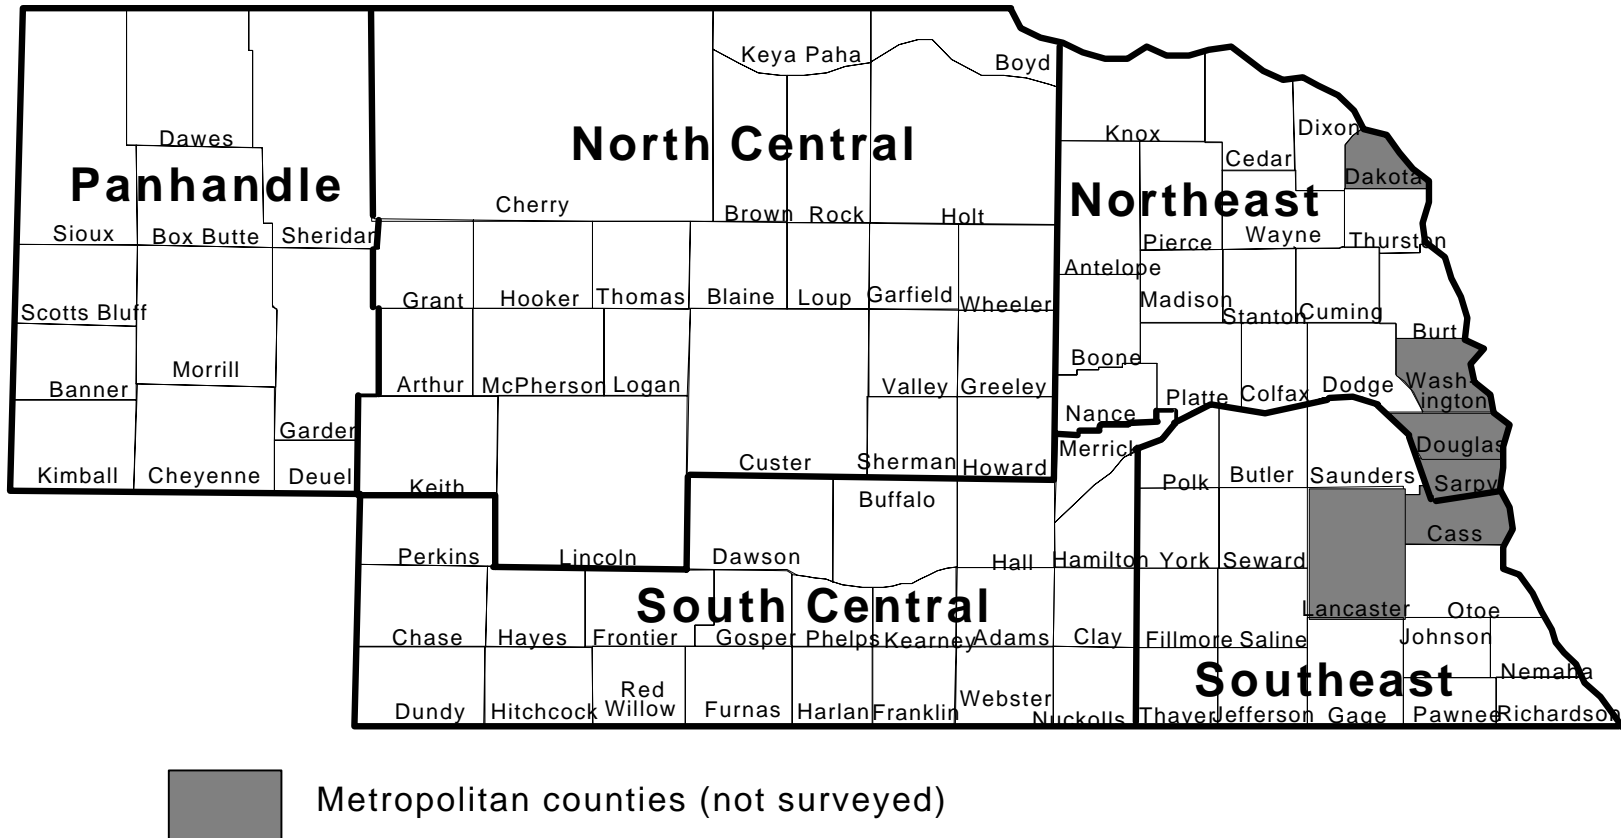 Keya Paha
Boyd
Knox
Dixon
Dawes
North Central
Cedar
Dakota
Panhandle
Northeast
Cherry
Brown
Rock
Holt
Sioux
Box Butte
Sheridan
Pierce
Wayne
Thurston
Antelope
Grant
Hooker
Thomas
Blaine
Loup
Garfield
Wheeler
Madison
Stanton
Cuming
Scotts Bluff
Burt
Morrill
Boone
Banner
Arthur
McPherson
Logan
Valley
Greeley
Platte
Colfax
Dodge
Wash-
ington
Nance
Garden
Merrick
Douglas
Kimball
Cheyenne
Deuel
Keith
Custer
Sherman
Howard
Polk
Butler
Saunders
Sarpy
Buffalo
Cass
Perkins
Lincoln
Dawson
Hall
Hamilton
York
Seward
South Central
Lancaster
Otoe
Chase
Hayes
Frontier
Gosper
Phelps
Kearney
Adams
Clay
Fillmore
Saline
Johnson
Southeast
Nemaha
Red
Willow
Dundy
Hitchcock
Furnas
Harlan
Franklin
Webster
Nuckolls
Thayer
Jefferson
Gage
Pawnee
Richardson
Metropolitan counties (not surveyed)